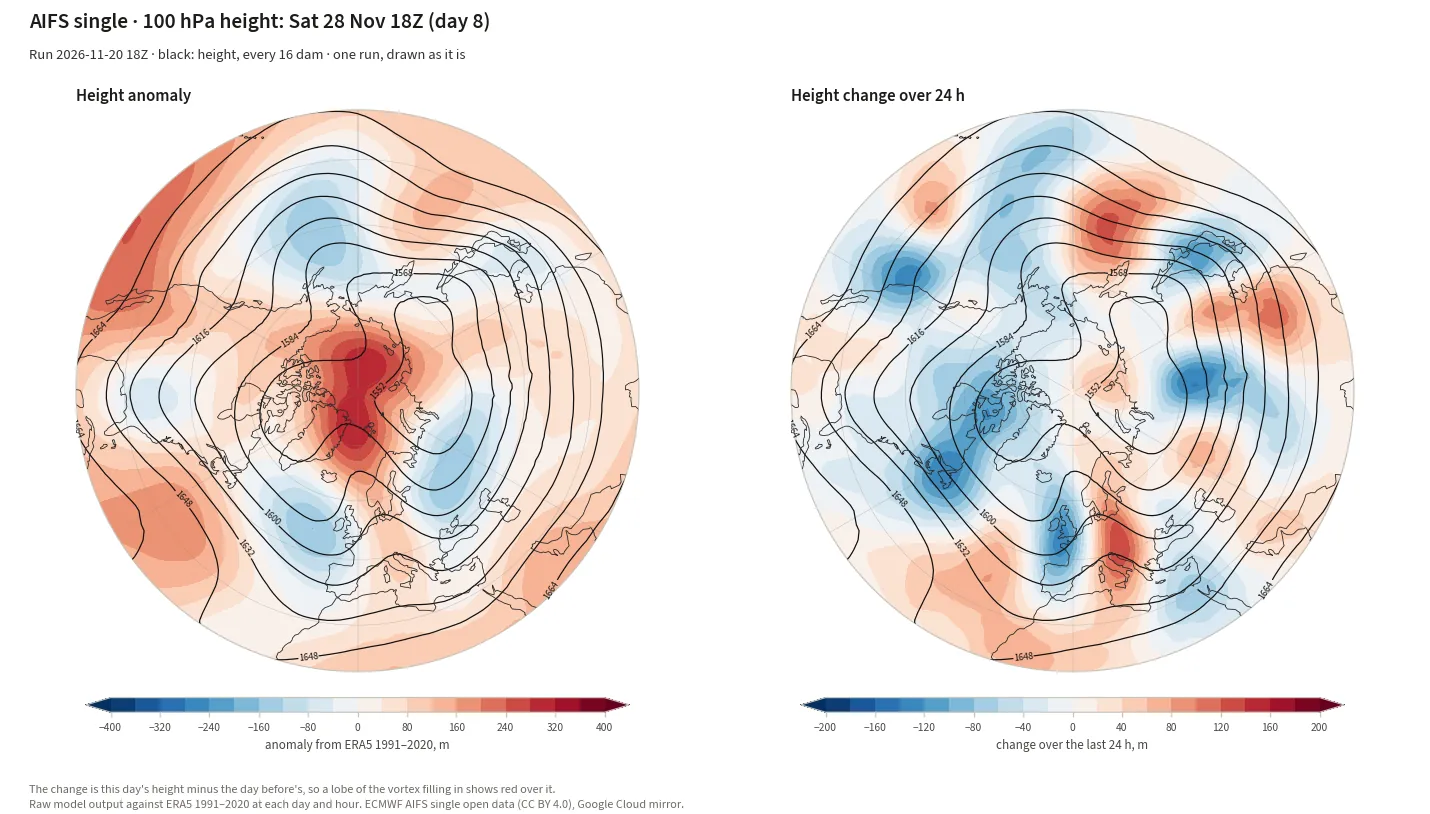 AIFS single · 100 hPa height: Sat 28 Nov 18Z (day 8)
Run 2026-11-20 18Z · black: height, every 16 dam · one run, drawn as it is
Height anomaly
Height change over 24 h
1568
1664
1616
1584
1552
1664
1648
1600
1632
1664
1648
1568
1664
1616
1584
1552
1664
1648
1600
1632
1664
1648
−400 −320 −240 −160 −80 0 80 160 240 320 400
anomaly from ERA5 1991–2020, m
−200 −160 −120 −80 −40 0 40 80 120 160 200
change over the last 24 h, m
The change is this day's height minus the day before's, so a lobe of the vortex filling in shows red over it.
Raw model output against ERA5 1991–2020 at each day and hour. ECMWF AIFS single open data (CC BY 4.0), Google Cloud mirror.